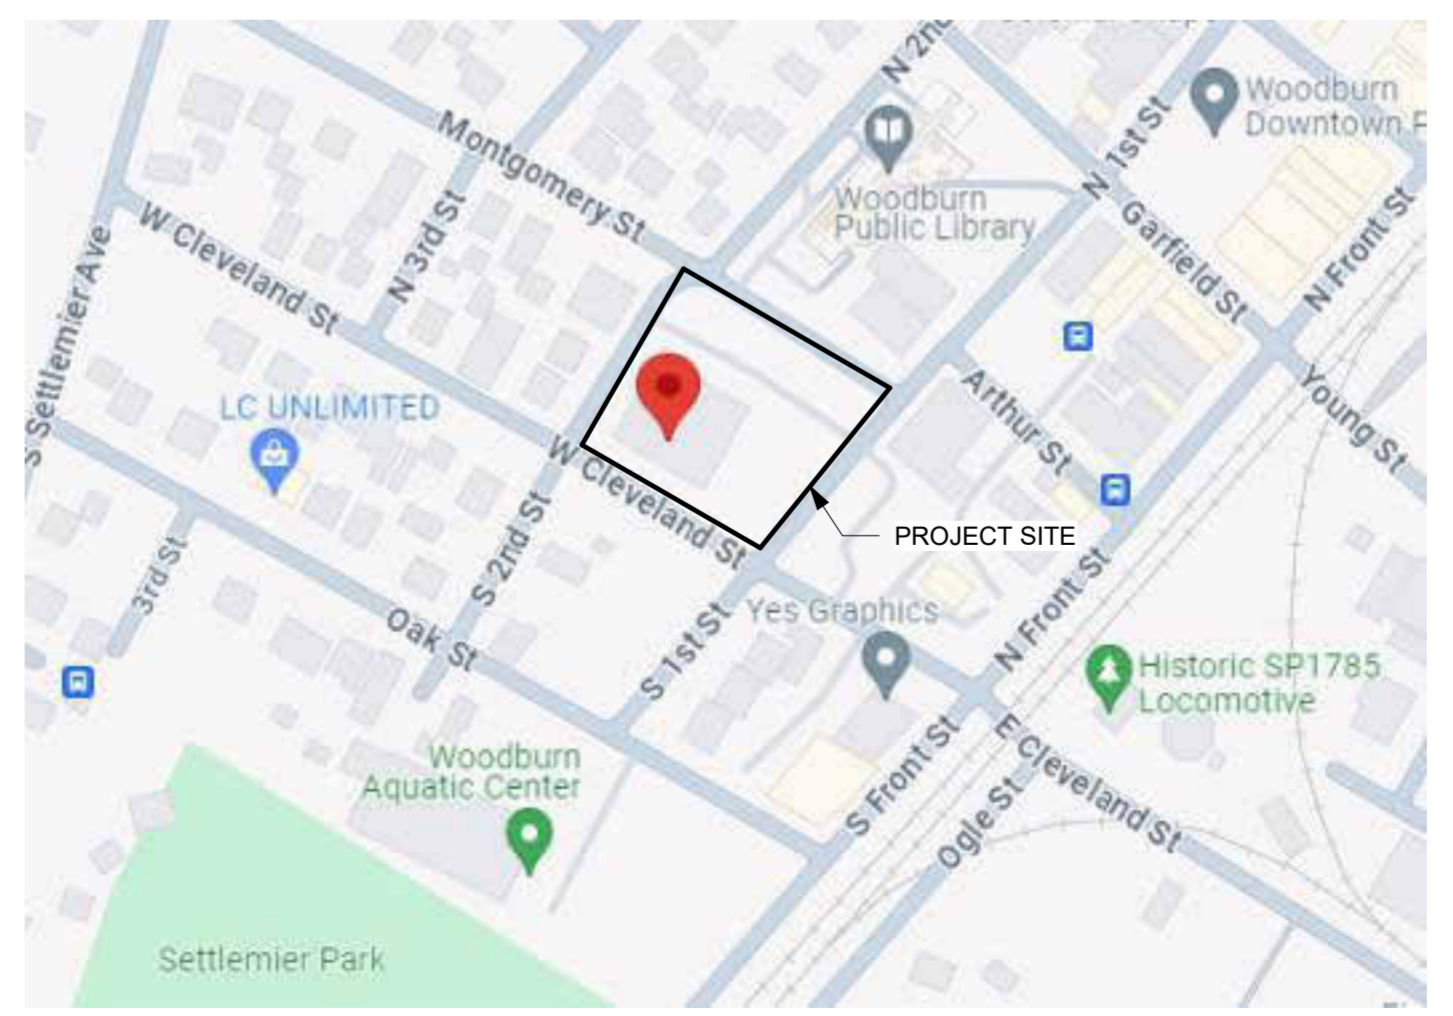 N 2nd
Woodburn
Downtown P
Montgomery St
N 1st St
Woodburn
Public Library
N 3rd St
W Cleveland St
Garfield St
N Front St
S Settlemier Ave
LC UNLIMITED
Arthur St
Young St
W Cleveland St
PROJECT SITE
S 2nd St
3rd St
Oak St
Yes Graphics
N Front St
S 1st St
Historic SP1785
Locomotive
E Cleveland St
S Front St
Ogle St
Woodburn
Aquatic Center
Settlemier Park